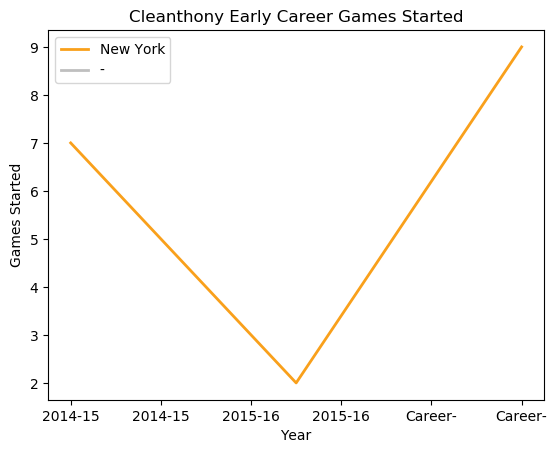 Cleanthony Early Career Games Started
New York
-
9
8
7
6
5
4
3
2
Games Started
2014-15 2014-15 2015-16 2015-16 Career- Career-
Year